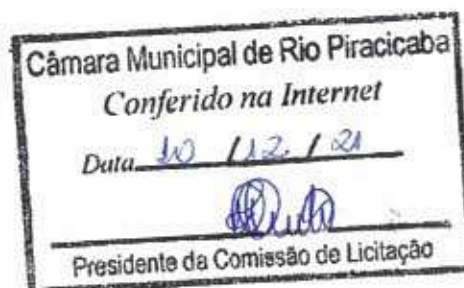 Câmara Municipal de Rio Piracicaba
Conferido na Internet
Data 10 / 12 / 21
Presidente da Comissão de Licitação